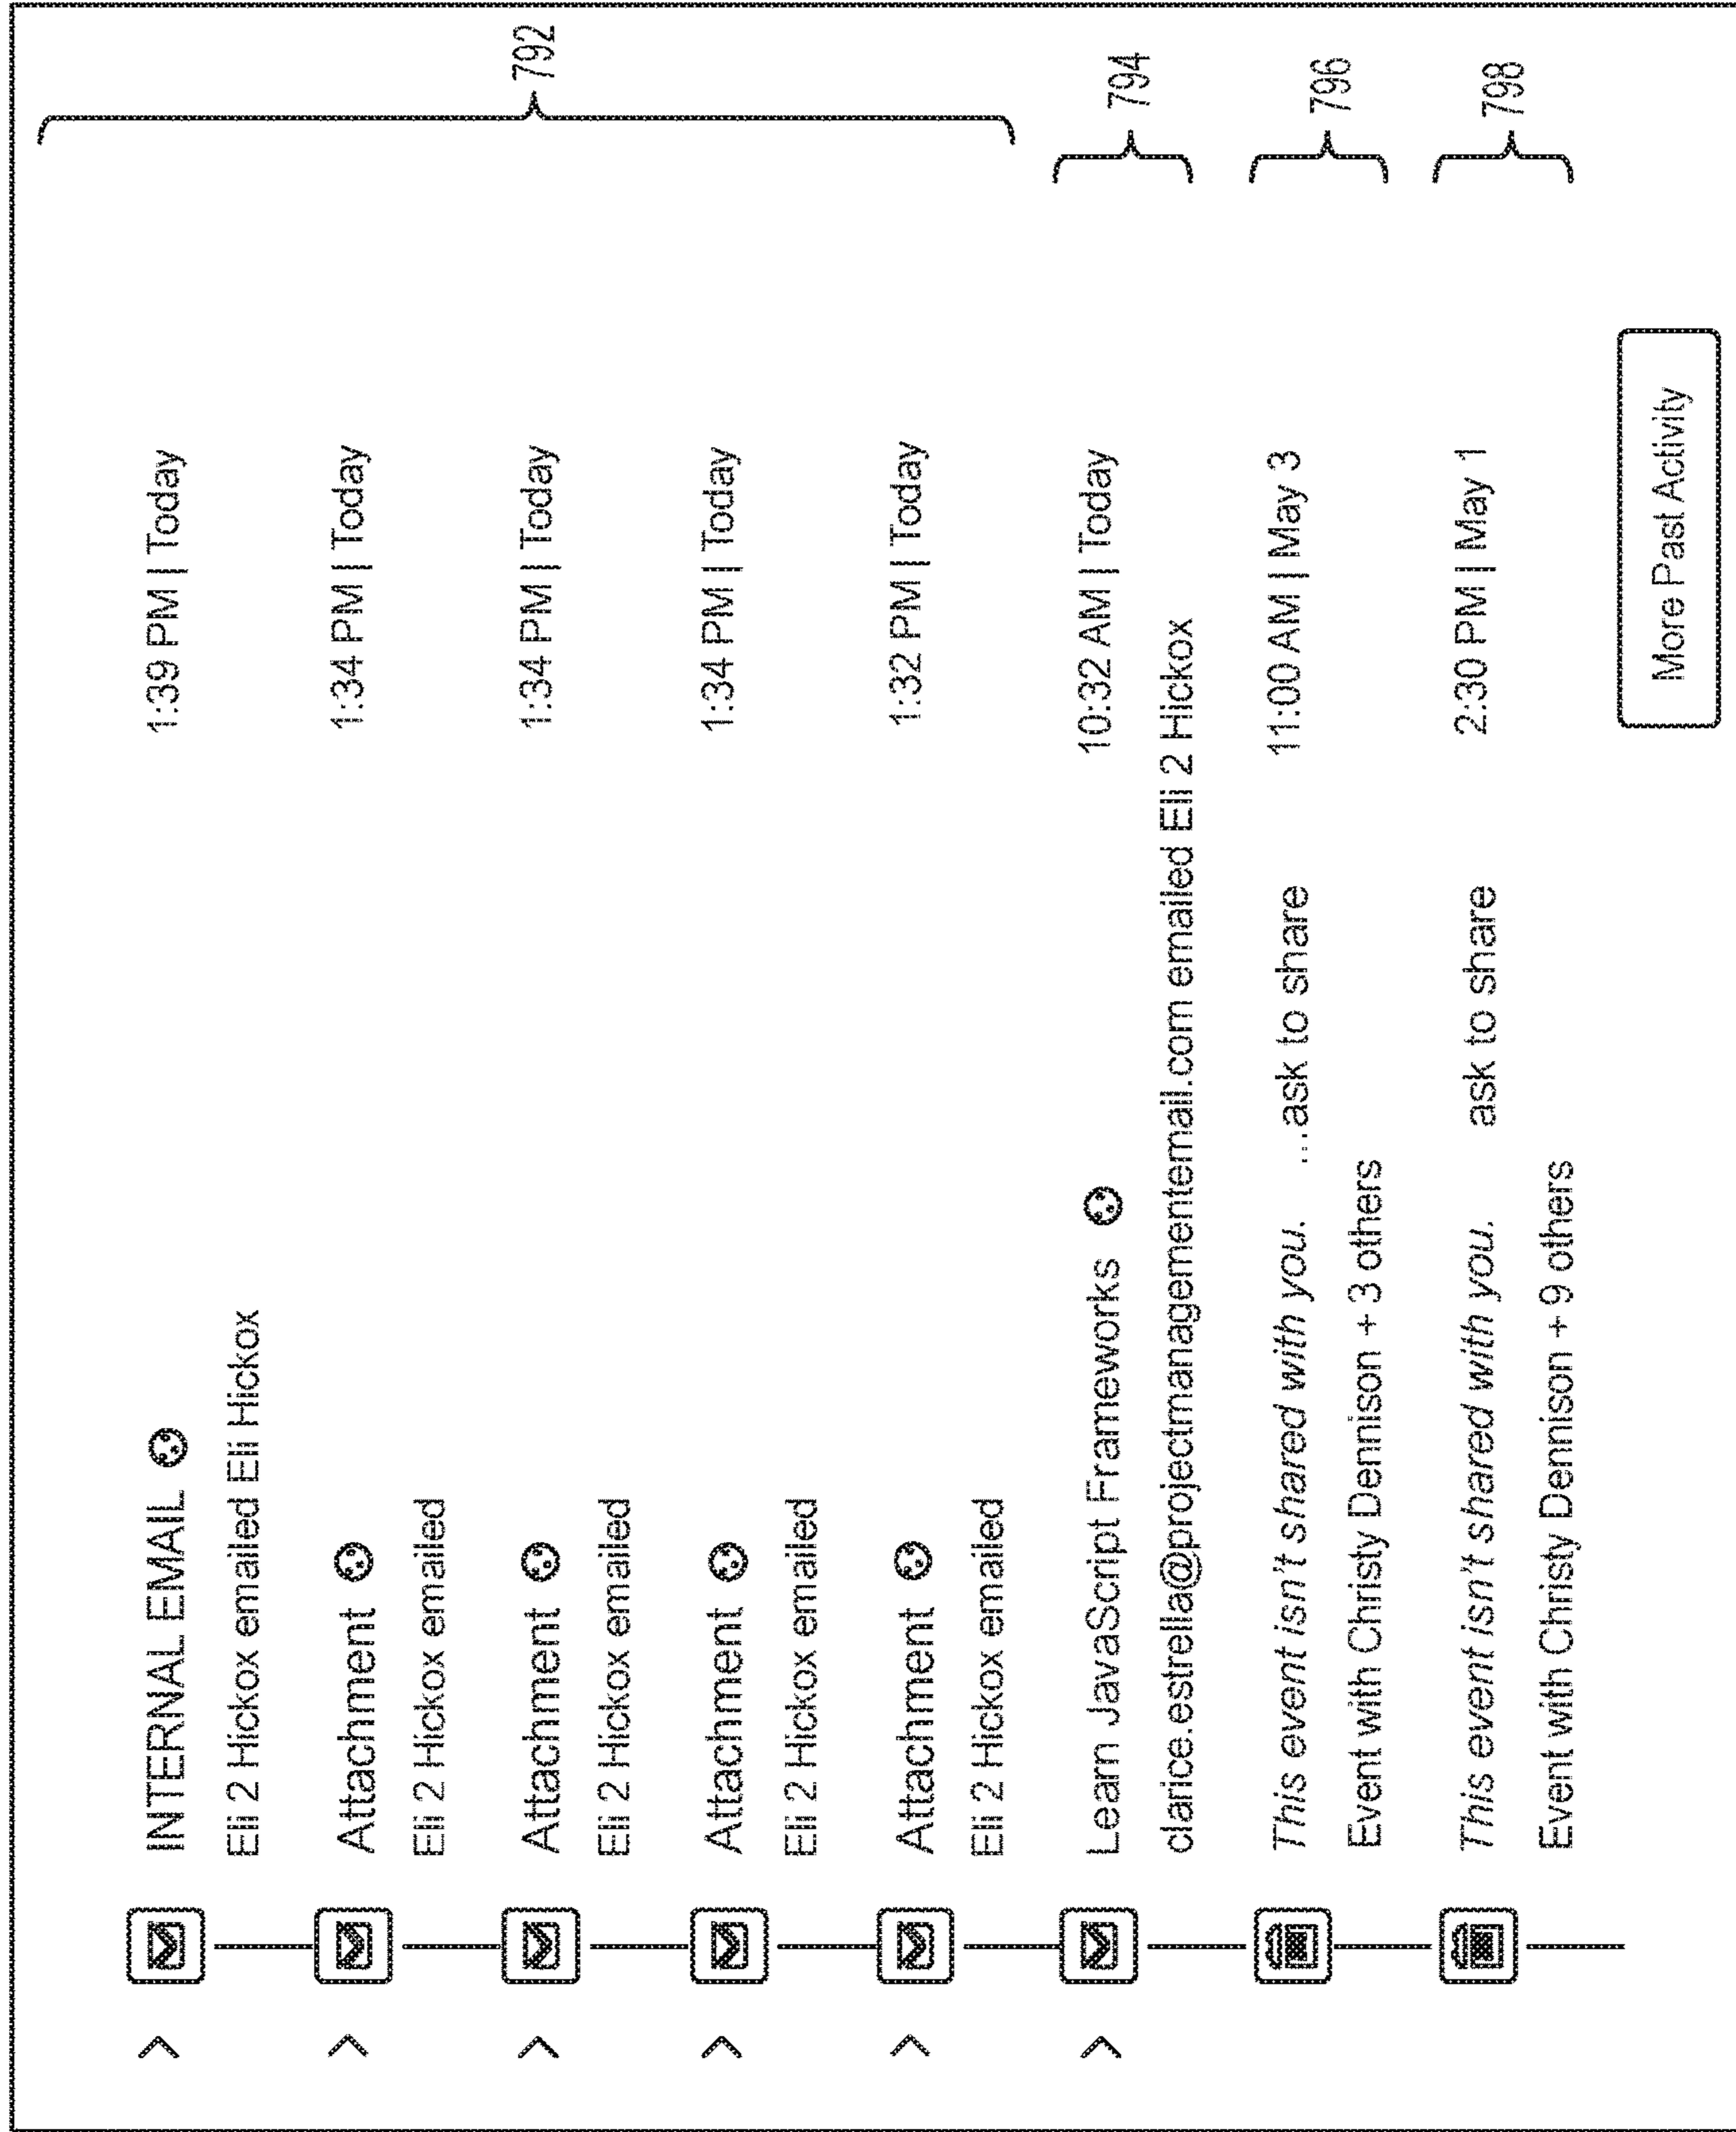 INTERNAL EMAIL 1:39 PM | Today
Eli 2 Hickox emailed Eli Hickox
Attachment 1:34 PM | Today
Eli 2 Hickox emailed
Attachment 1:34 PM | Today
Eli 2 Hickox emailed
792
Attachment 1:34 PM | Today
Eli 2 Hickox emailed
Attachment 1:32 PM | Today
Eli 2 Hickox emailed
Learn JavaScript Frameworks 10:32 AM | Today 794
clarice.estrella@projectmanagementemail.com emailed Eli 2 Hickox
This event isn't shared with you. ...ask to share 11:00 AM | May 3 796
Event with Christy Dennison + 3 others
This event isn't shared with you. ask to share 2:30 PM | May 1 798
Event with Christy Dennison + 9 others
More Past Activity